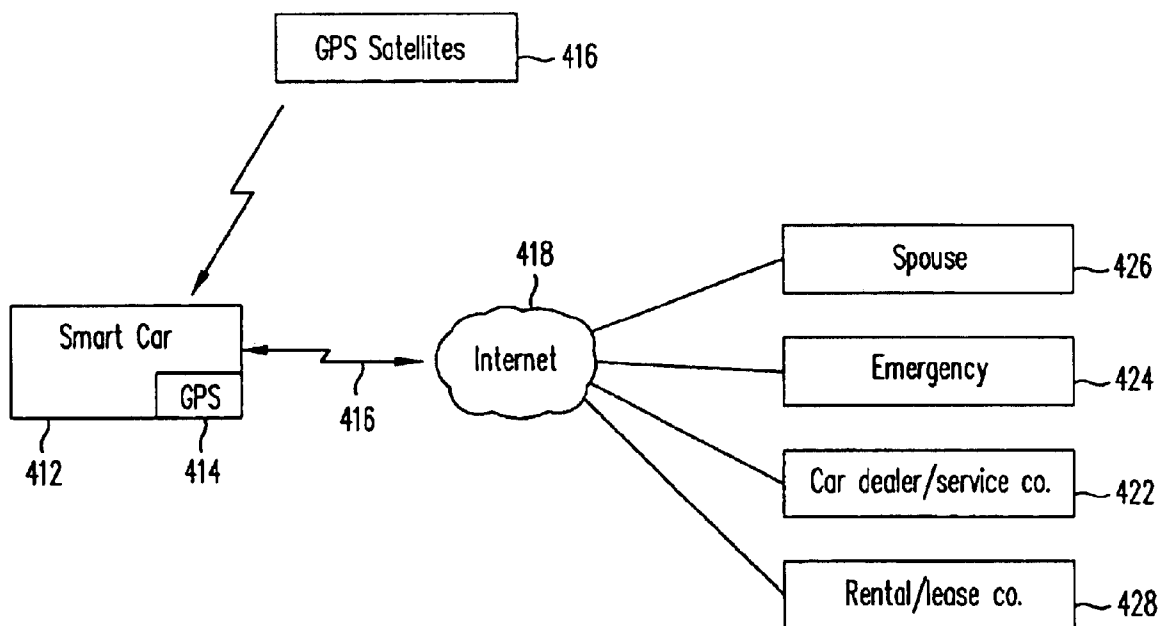 GPS Satellites
416
Smart Car
GPS
412
414
416
418
Internet
Spouse
426
Emergency
424
Car dealer/service co.
422
Rental/lease co.
428